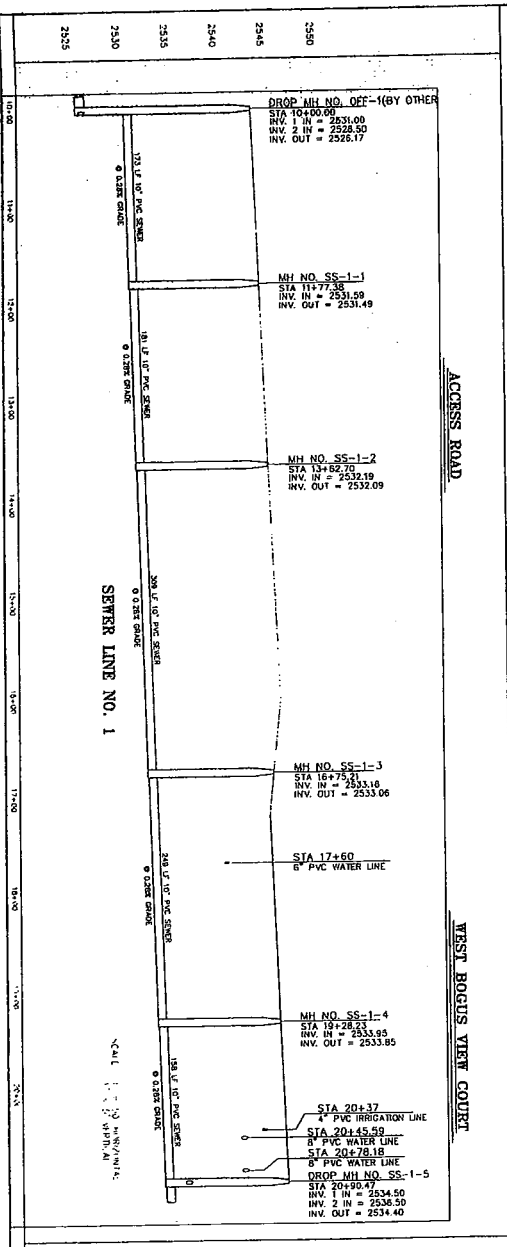 2525
2530
2535
2540
2545
2550
DROP MH NO. OFF-1(BY OTHER
STA 10+00.00
INV. 1 IN = 2531.00
INV. 2 IN = 2528.50
INV. OUT = 2526.17
MH NO. SS-1-1
STA 11+77.38
INV. IN = 2531.59
INV. OUT = 2531.49
MH NO. SS-1-2
STA 13+62.70
INV. IN = 2532.19
INV. OUT = 2532.09
MH NO. SS-1-3
STA 16+75.21
INV. IN = 2533.16
INV. OUT = 2533.06
STA 17+60
6" PVC WATER LINE
MH NO. SS-1-4
STA 19+28.23
INV. IN = 2533.95
INV. OUT = 2533.85
STA 20+37
4" PVC IRRIGATION LINE
STA 20+45.59
8" PVC WATER LINE
STA 20+78.18
8" PVC WATER LINE
DROP MH NO. SS-1-5
STA 20+90.47
INV. 1 IN = 2534.50
INV. 2 IN = 2536.50
INV. OUT = 2534.40
ACCESS ROAD
WEST BOGUS VIEW COURT
173 LF 10" PVC SEWER
@ 0.28% GRADE
181 LF 10" PVC SEWER
@ 0.28% GRADE
309 LF 10" PVC SEWER
@ 0.28% GRADE
249 LF 10" PVC SEWER
@ 0.28% GRADE
158 LF 10" PVC SEWER
@ 0.28% GRADE
SEWER LINE NO. 1
10+00
11+00
12+00
13+00
14+00
15+00
16+00
17+00
18+00